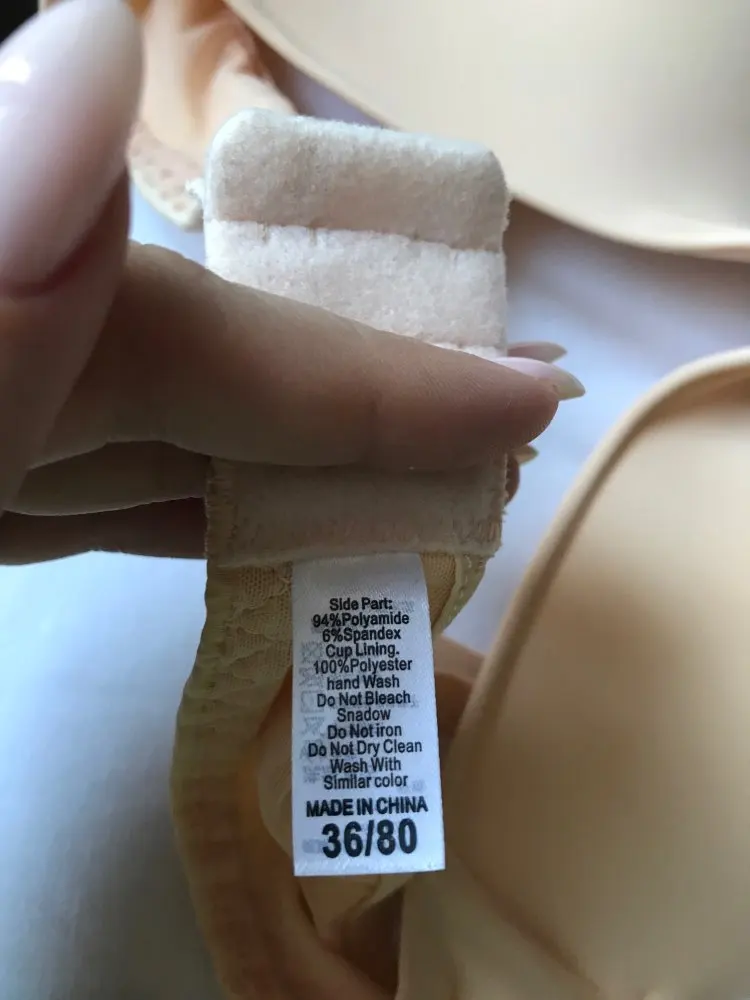 Side Part:
94%Polyamide
6%Spandex
Cup Lining.
100%Polyester
hand Wash
Do Not Bleach
Snadow
Do Not iron
Do Not Dry Clean
Wash With
Similar color
MADE IN CHINA
36/80